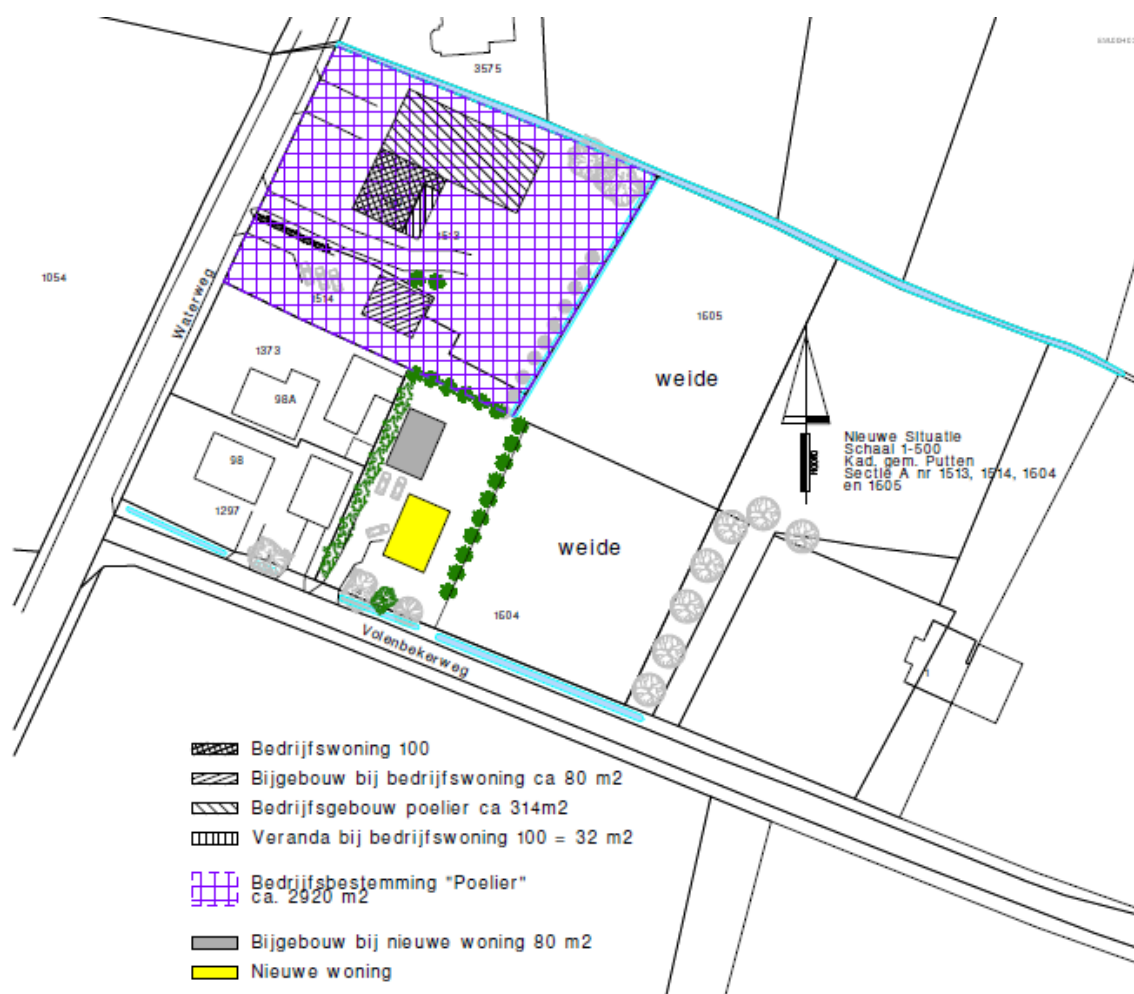 3575
1513
1054
Waterweg
1514
1605
weide
1373
98A
98
1297
Nieuwe Situatie
Schaal 1-500
Kad. gem. Putten
Sectie A nr 1513, 1514, 1604
en 1605
NOORD
weide
1604
Volenbekerweg
1
Bedrijfswoning 100
Bijgebouw bij bedrijfswoning ca 80 m2
Bedrijfsgebouw poelier ca 314m2
Veranda bij bedrijfswoning 100 = 32 m2
Bedrijfsbestemming "Poelier"
ca. 2920 m2
Bijgebouw bij nieuwe woning 80 m2
Nieuwe woning